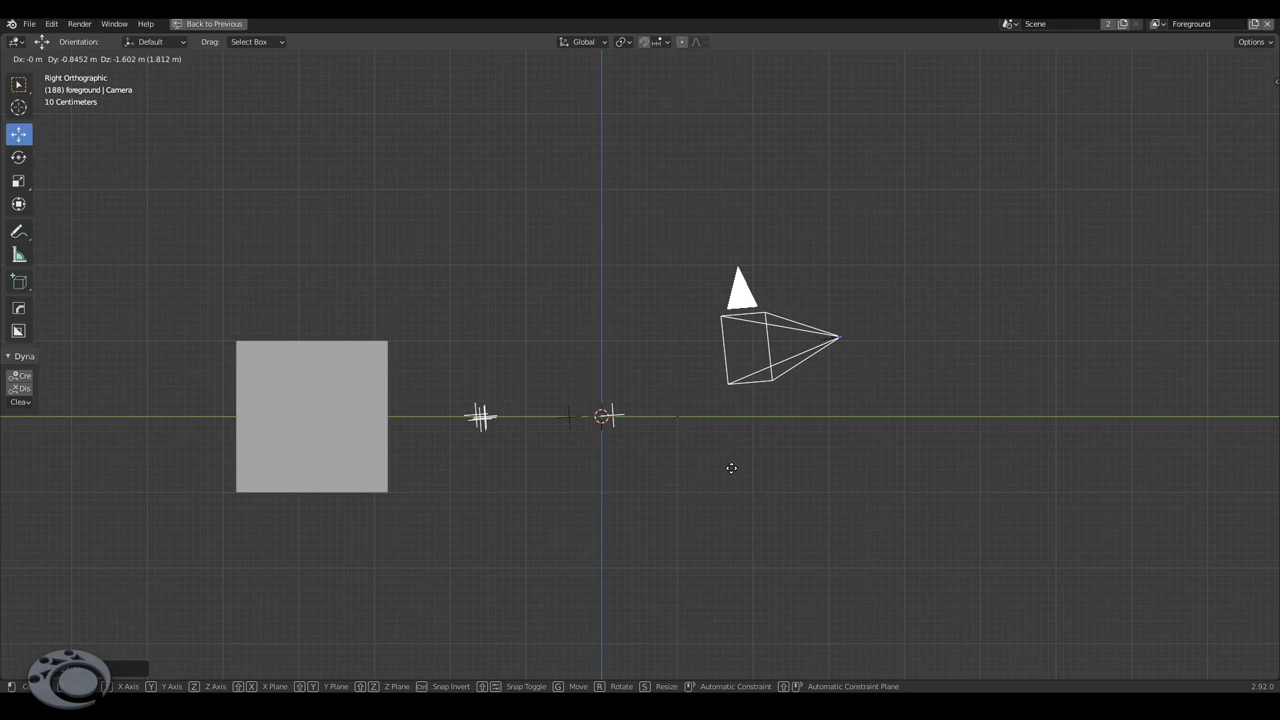 File Edit Render Window Help Back to Previous Scene 2 Foreground
Orientation: Default Drag: Select Box Global Options
Dx: -0 m Dy: -0.8452 m Dz: -1.602 m (1.812 m)
Right Orthographic
(188) foreground | Camera
10 Centimeters
Dyna
Cre
Dis
Clea
X Axis Y Y Axis Z Z Axis X X Plane Y Y Plane Z Z Plane Ctrl Snap Invert Snap Toggle G Move R Rotate S Resize Automatic Constraint Automatic Constraint Plane 2.92.0